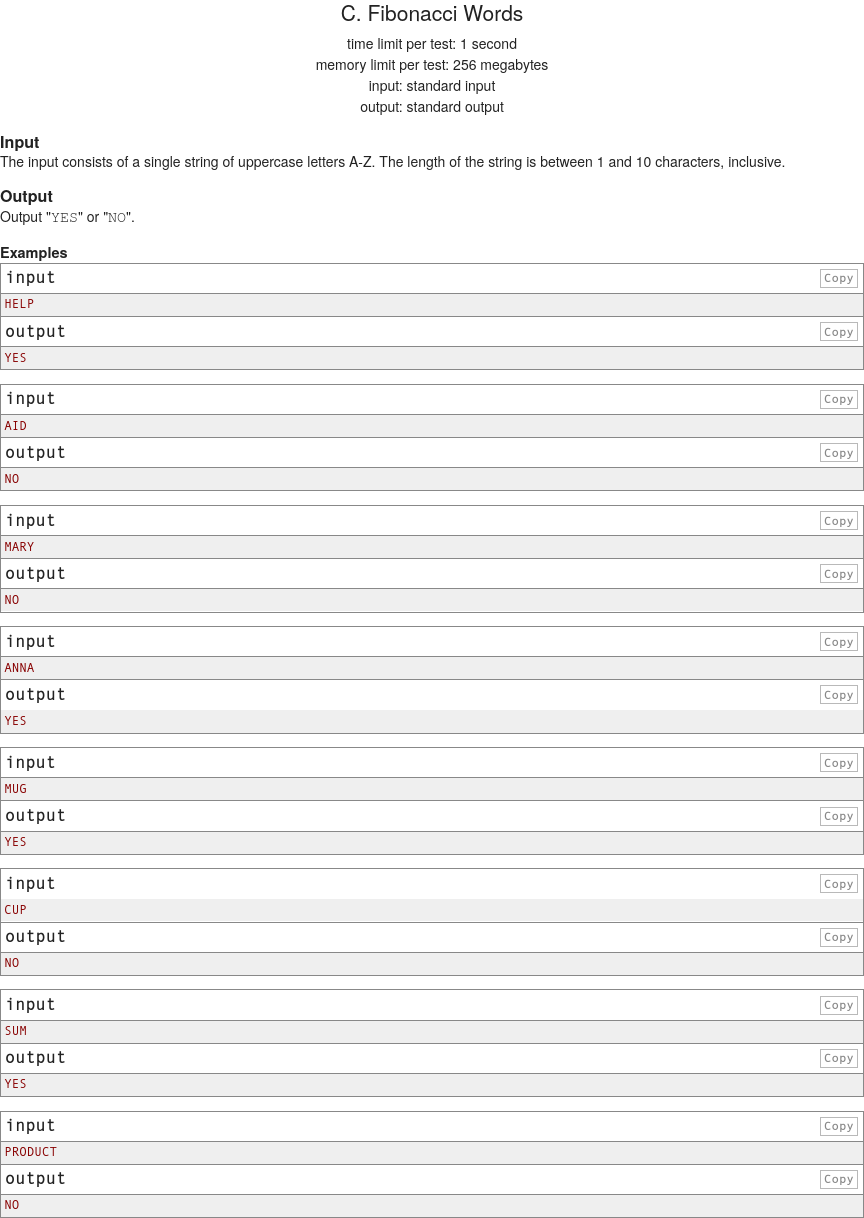 C. Fibonacci Words
time limit per test: 1 second
memory limit per test: 256 megabytes
input: standard input
output: standard output
Input
The input consists of a single string of uppercase letters A-Z. The length of the string is between 1 and 10 characters, inclusive.
Output
Output "YES" or "NO".
Examples
input Copy
HELP
output Copy
YES
input Copy
AID
output Copy
NO
input Copy
MARY
output Copy
NO
input Copy
ANNA
output Copy
YES
input Copy
MUG
output Copy
YES
input Copy
CUP
output Copy
NO
input Copy
SUM
output Copy
YES
input Copy
PRODUCT
output Copy
NO